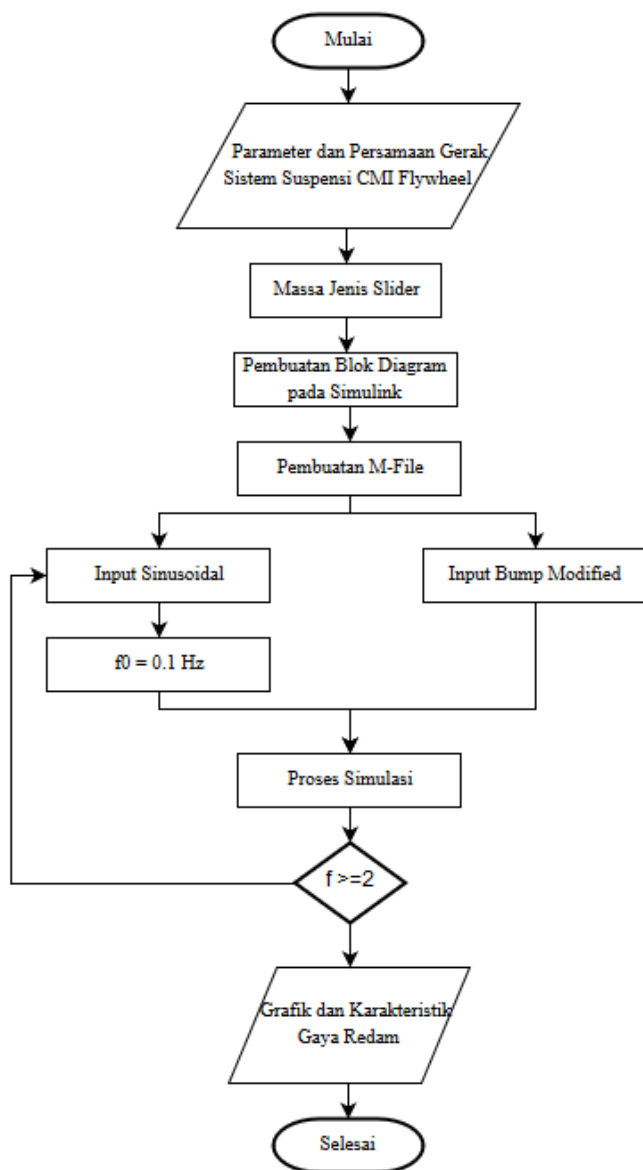 Mulai
Parameter dan Persamaan Gerak
Sistem Suspensi CMI Flywheel
Massa Jenis Slider
Pembuatan Blok Diagram
pada Simulink
Pembuatan M-File
Input Sinusoidal
Input Bump Modified
f0 = 0.1 Hz
Proses Simulasi
f >=2
Grafik dan Karakteristik
Gaya Redam
Selesai